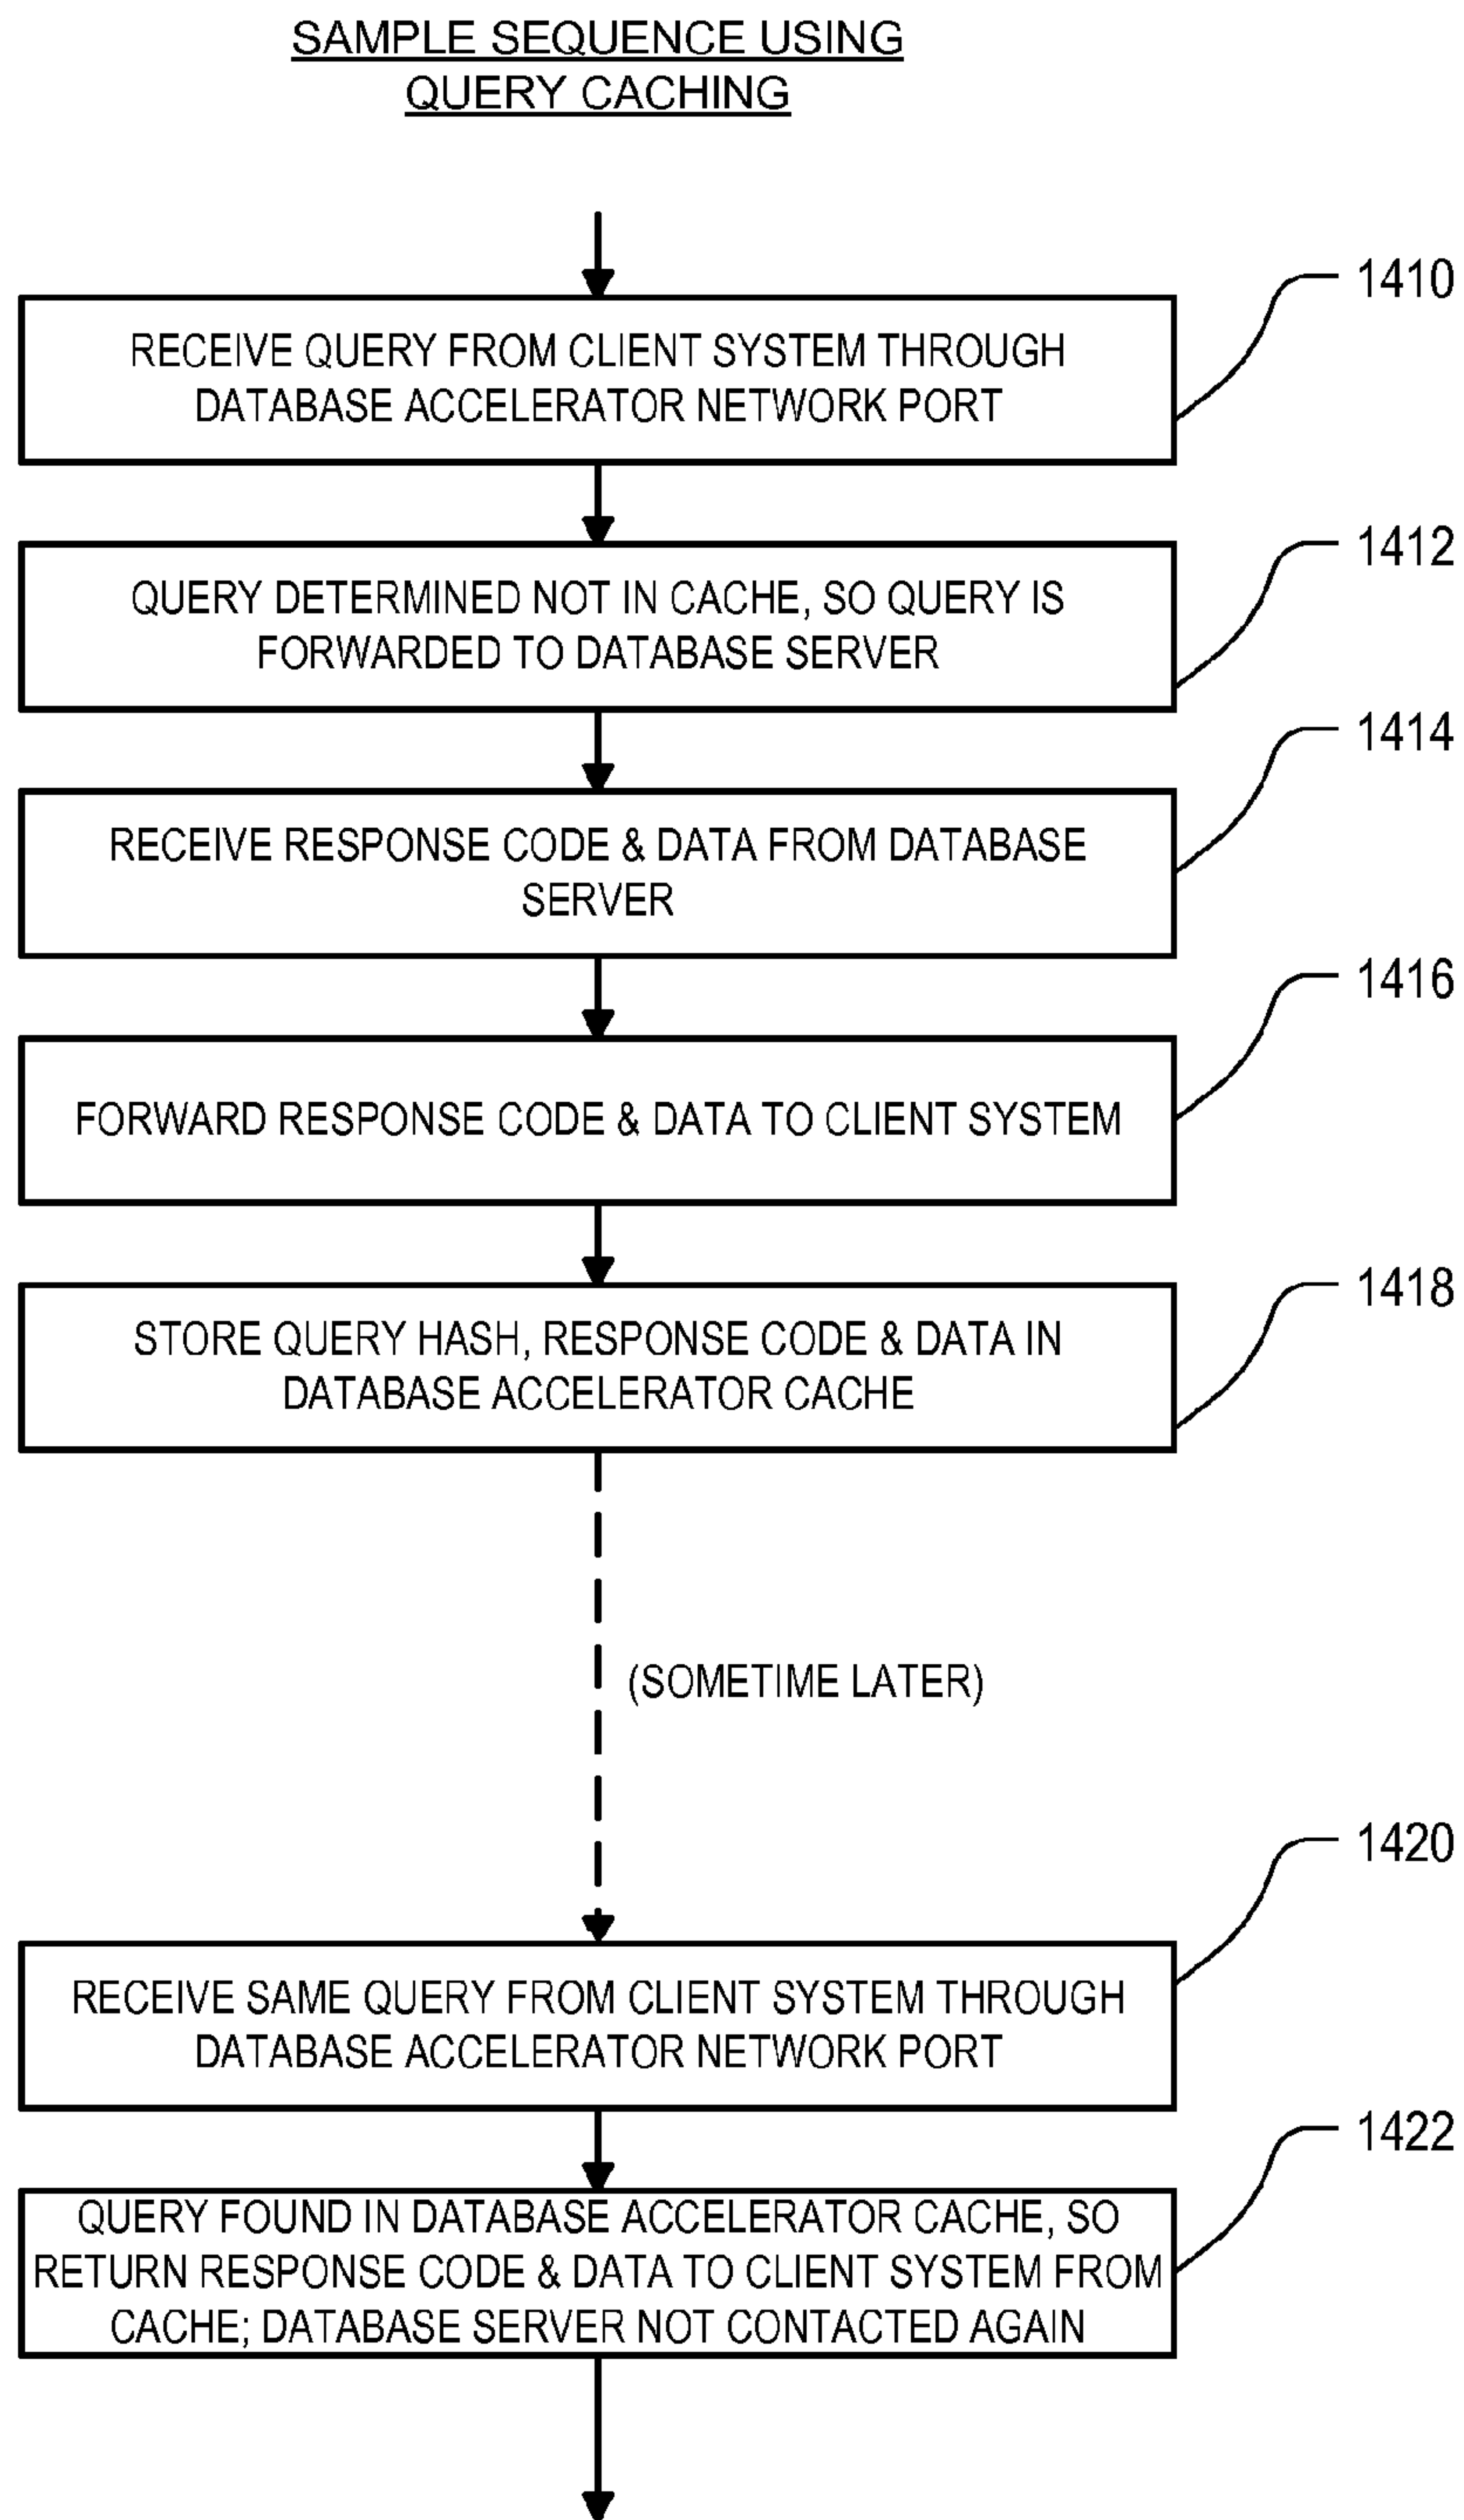 SAMPLE SEQUENCE USING
QUERY CACHING
1410
RECEIVE QUERY FROM CLIENT SYSTEM THROUGH
DATABASE ACCELERATOR NETWORK PORT
1412
QUERY DETERMINED NOT IN CACHE, SO QUERY IS
FORWARDED TO DATABASE SERVER
1414
RECEIVE RESPONSE CODE & DATA FROM DATABASE
SERVER
1416
FORWARD RESPONSE CODE & DATA TO CLIENT SYSTEM
1418
STORE QUERY HASH, RESPONSE CODE & DATA IN
DATABASE ACCELERATOR CACHE
(SOMETIME LATER)
1420
RECEIVE SAME QUERY FROM CLIENT SYSTEM THROUGH
DATABASE ACCELERATOR NETWORK PORT
1422
QUERY FOUND IN DATABASE ACCELERATOR CACHE, SO
RETURN RESPONSE CODE & DATA TO CLIENT SYSTEM FROM
CACHE; DATABASE SERVER NOT CONTACTED AGAIN